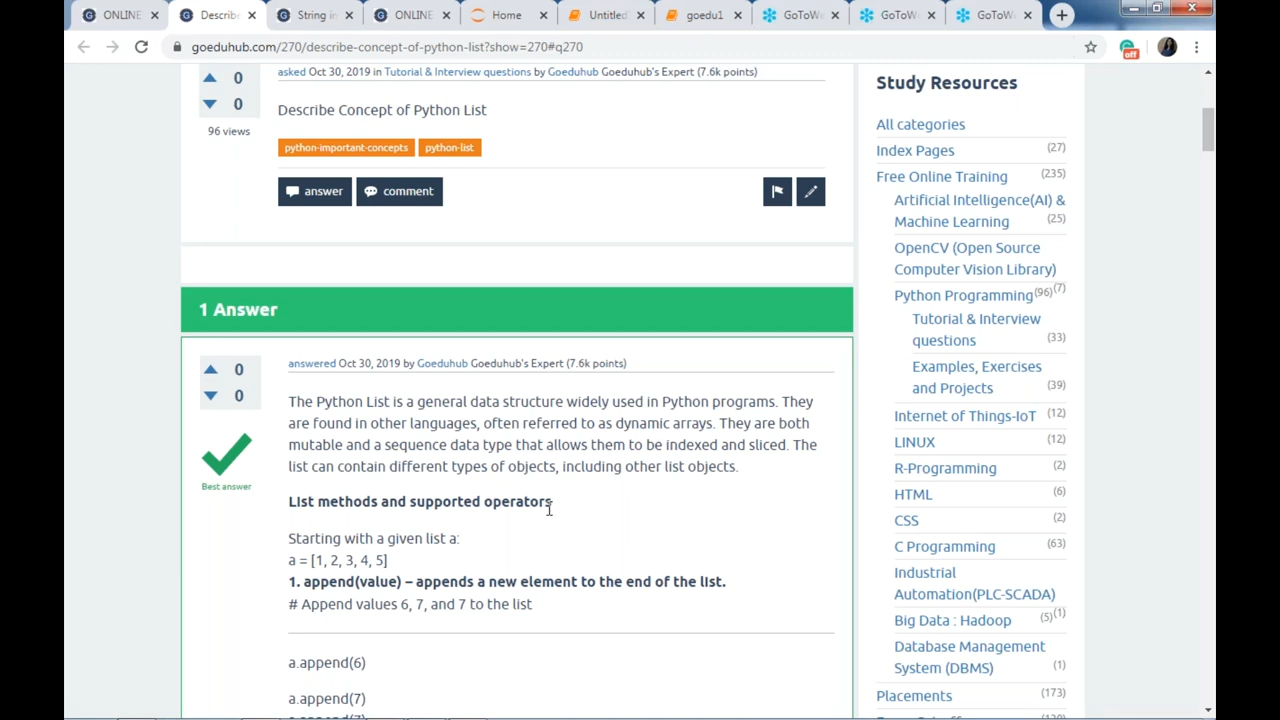 ONLINE
Describe
String in
ONLINE
Home
Untitled
goedu1
GoToWe
GoToWe
GoToWe
goeduhub.com/270/describe-concept-of-python-list?show=270#q270
off
0
0
96 views
asked Oct 30, 2019 in Tutorial & Interview questions by Goeduhub Goeduhub's Expert (7.6k points)
Describe Concept of Python List
python-important-concepts python-list
answer comment
1 Answer
0
0
Best answer
answered Oct 30, 2019 by Goeduhub Goeduhub's Expert (7.6k points)
The Python List is a general data structure widely used in Python programs. They
are found in other languages, often referred to as dynamic arrays. They are both
mutable and a sequence data type that allows them to be indexed and sliced. The
list can contain different types of objects, including other list objects.
List methods and supported operators
Starting with a given list a:
a = [1, 2, 3, 4, 5]
1. append(value) – appends a new element to the end of the list.
# Append values 6, 7, and 7 to the list
a.append(6)
a.append(7)
Study Resources
All categories
Index Pages (27)
Free Online Training (235)
Artificial Intelligence(AI) &
Machine Learning (25)
OpenCV (Open Source
Computer Vision Library) (7)
Python Programming (96)
Tutorial & Interview
questions (33)
Examples, Exercises
and Projects (39)
Internet of Things-IoT (12)
LINUX (12)
R-Programming (2)
HTML (6)
CSS (2)
C Programming (63)
Industrial
Automation(PLC-SCADA) (1)
Big Data : Hadoop (5)
Database Management
System (DBMS) (1)
Placements (173)